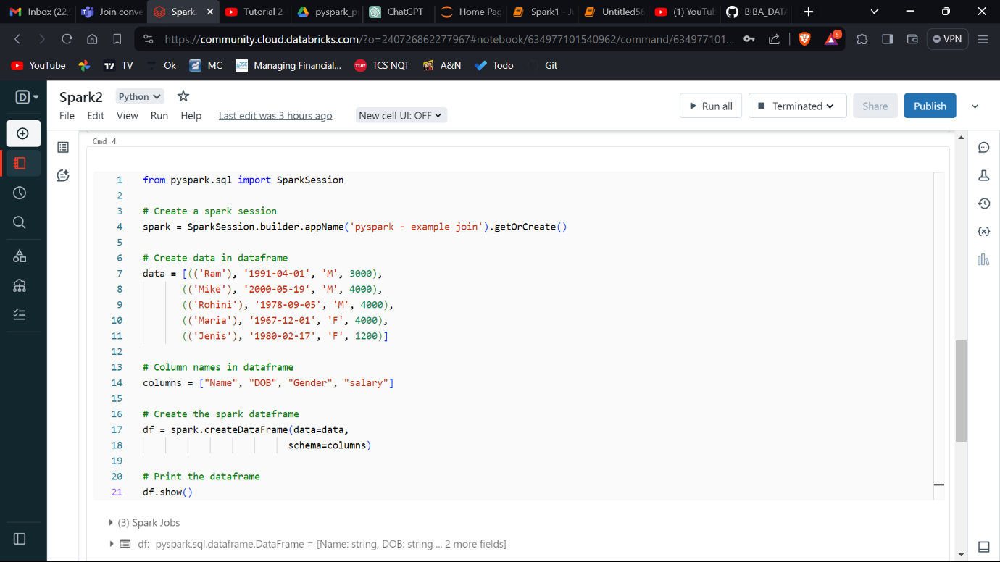 Inbox (22,
Join conve
Spark2
Tutorial 2-
pyspark_p
ChatGPT
Home Pag
Spark1 - Ju
Untitled56
(1) YouTub
BIBA_DATA
https://community.cloud.databricks.com/?o=240726862277967#notebook/634977101540962/command/634977101...
5
VPN
YouTube
TV
Ok
MC
Managing Financial...
TCS NQT
A&N
Todo
Git
D
Spark2
Python
File Edit View Run Help Last edit was 3 hours ago New cell UI: OFF
Run all
Terminated
Share
Publish
Cmd 4
1 from pyspark.sql import SparkSession
2
3 # Create a spark session
4 spark = SparkSession.builder.appName('pyspark - example join').getOrCreate()
5
6 # Create data in dataframe
7 data = [(('Ram'), '1991-04-01', 'M', 3000),
8 (('Mike'), '2000-05-19', 'M', 4000),
9 (('Rohini'), '1978-09-05', 'M', 4000),
10 (('Maria'), '1967-12-01', 'F', 4000),
11 (('Jenis'), '1980-02-17', 'F', 1200)]
12
13 # Column names in dataframe
14 columns = ["Name", "DOB", "Gender", "salary"]
15
16 # Create the spark dataframe
17 df = spark.createDataFrame(data=data,
18 schema=columns)
19
20 # Print the dataframe
21 df.show()
(3) Spark Jobs
df: pyspark.sql.dataframe.DataFrame = [Name: string, DOB: string ... 2 more fields]